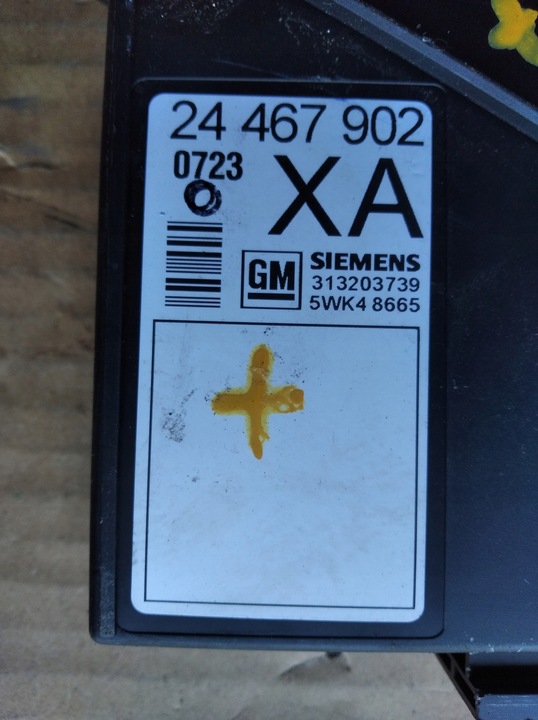 24 467 902
0723
XA
GM
SIEMENS
313203739
5WK4 8665